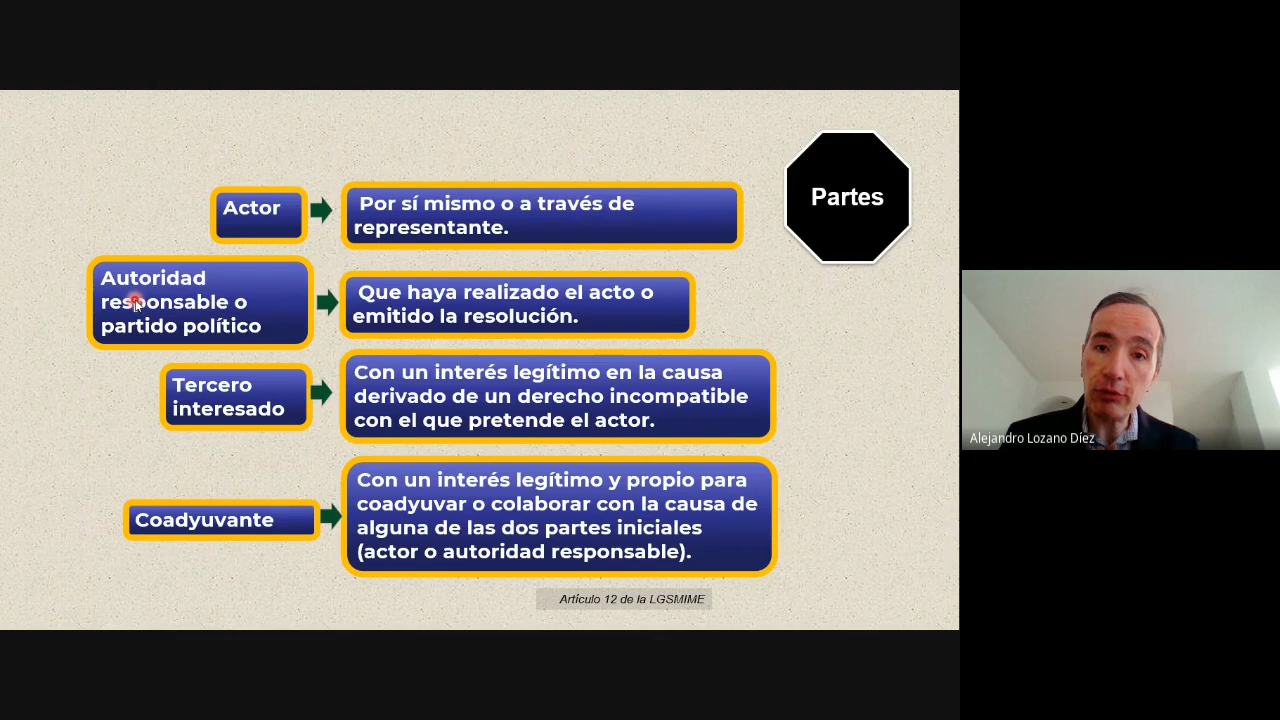 Partes
Actor
Por sí mismo o a través de
representante.
Autoridad
responsable o
partido político
Que haya realizado el acto o
emitido la resolución.
Tercero
interesado
Con un interés legítimo en la causa
derivado de un derecho incompatible
con el que pretende el actor.
Coadyuvante
Con un interés legítimo y propio para
coadyuvar o colaborar con la causa de
alguna de las dos partes iniciales
(actor o autoridad responsable).
Artículo 12 de la LGSMIME
Alejandro Lozano Díez